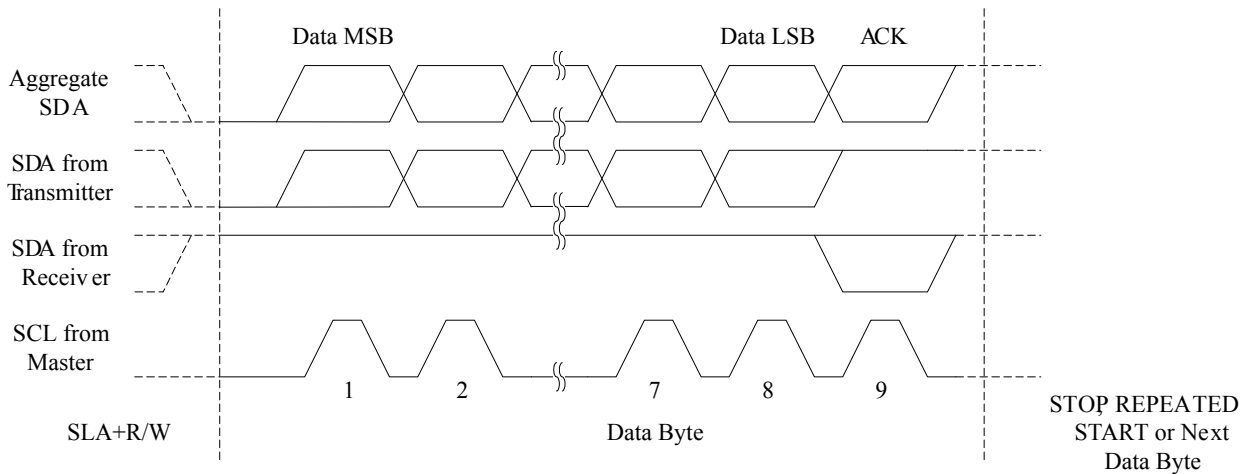 Data MSB
Data LSB
ACK
Aggregate
SDA
SDA from
Transmitter
SDA from
Receiver
SCL from
Master
1
2
7
8
9
SLA+R/W
Data Byte
STOP, REPEATED
START or Next
Data Byte